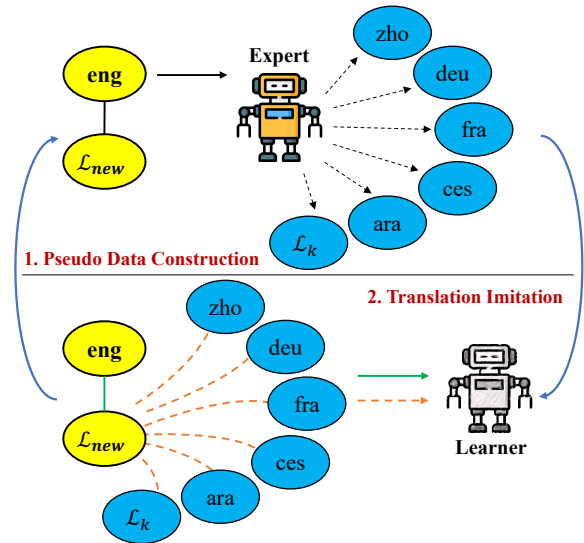 zho
Expert
eng
deu
fra
ℒ_new
ces
ara
ℒ_k
1. Pseudo Data Construction
2. Translation Imitation
zho
eng
deu
fra
ℒ_new
Learner
ces
ara
ℒ_k